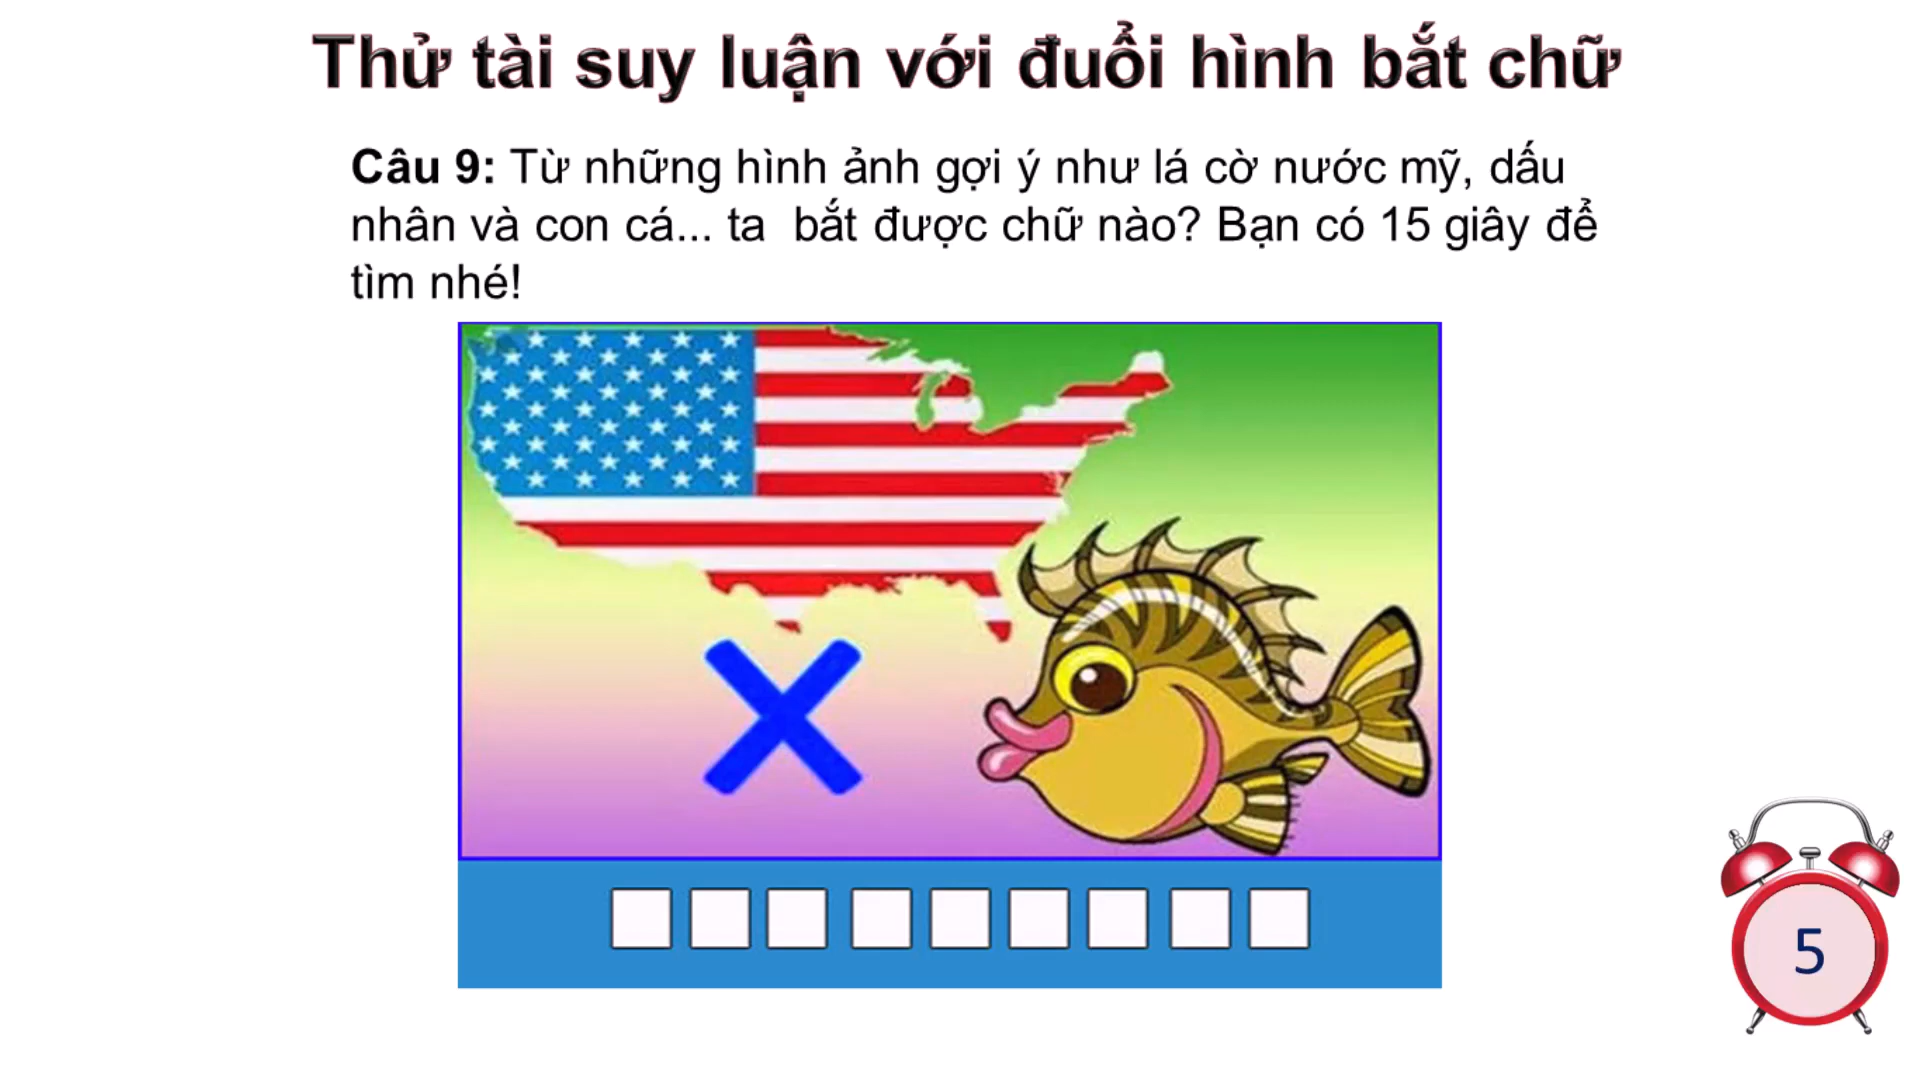 Thử tài suy luận với đuổi hình bắt chữ
Câu 9: Từ những hình ảnh gợi ý như lá cờ nước mỹ, dấu
nhân và con cá... ta  bắt được chữ nào? Bạn có 15 giây để
tìm nhé!
5